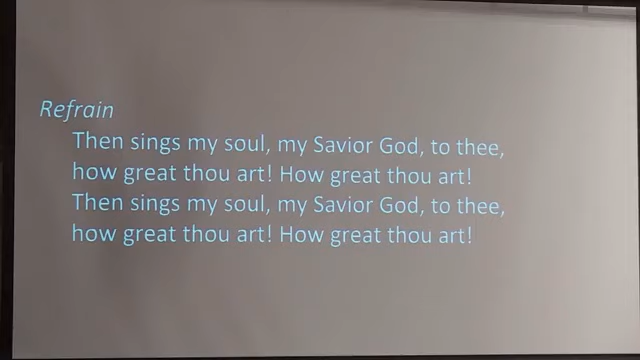 Refrain
Then sings my soul, my Savior God, to thee,
how great thou art! How great thou art!
Then sings my soul, my Savior God, to thee,
how great thou art! How great thou art!